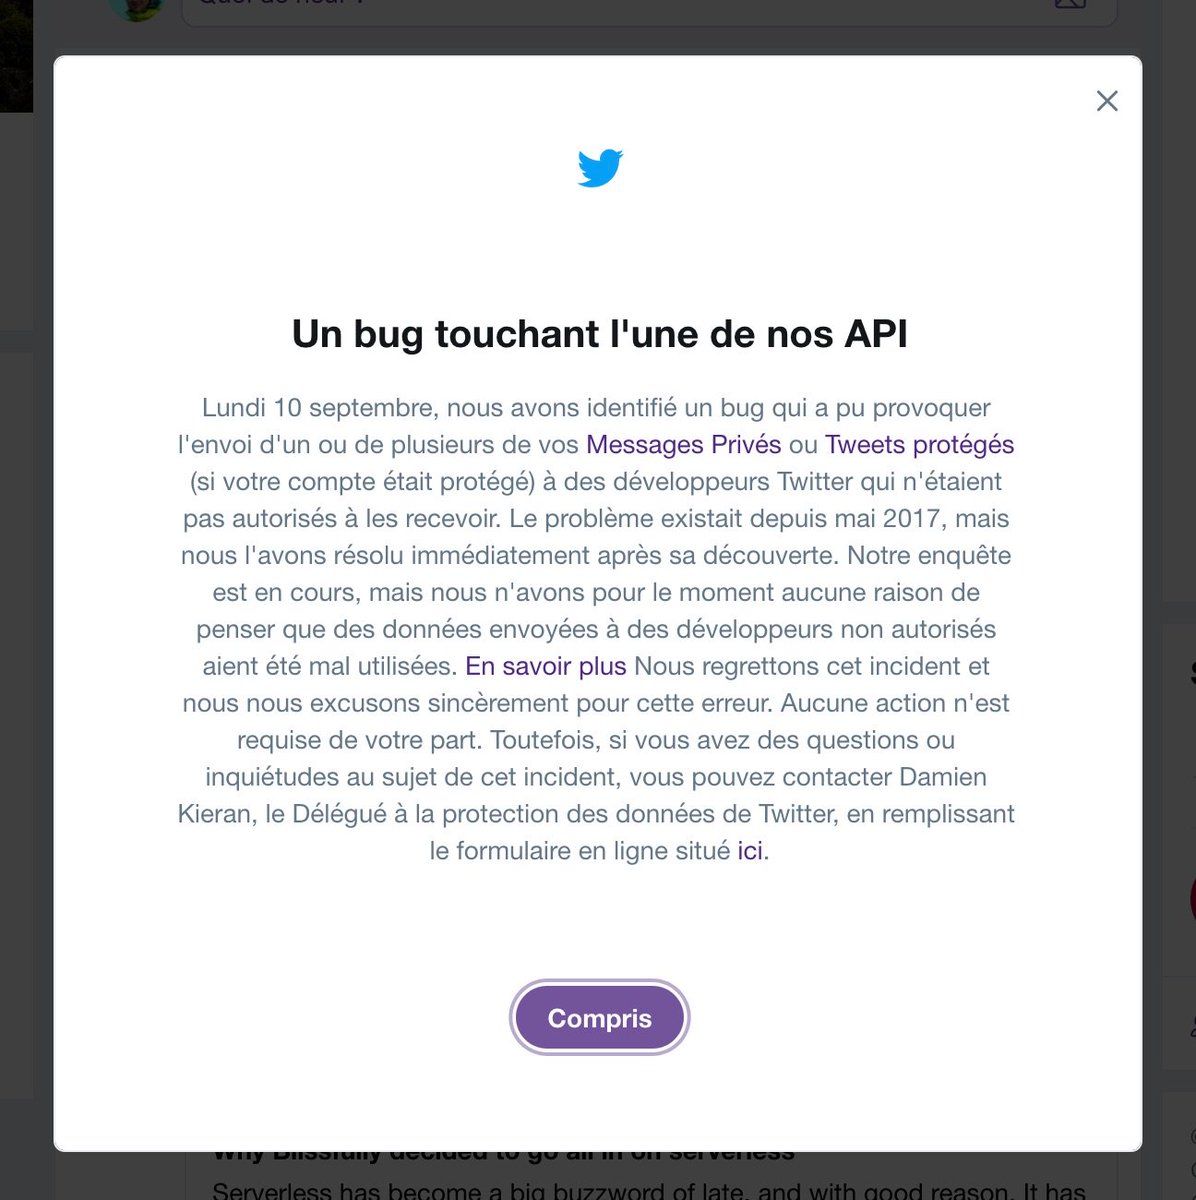 Quoi de neuf ?
Un bug touchant l'une de nos API
Lundi 10 septembre, nous avons identifié un bug qui a pu provoquer
l'envoi d'un ou de plusieurs de vos Messages Privés ou Tweets protégés
(si votre compte était protégé) à des développeurs Twitter qui n'étaient
pas autorisés à les recevoir. Le problème existait depuis mai 2017, mais
nous l'avons résolu immédiatement après sa découverte. Notre enquête
est en cours, mais nous n'avons pour le moment aucune raison de
penser que des données envoyées à des développeurs non autorisés
aient été mal utilisées. En savoir plus Nous regrettons cet incident et
nous nous excusons sincèrement pour cette erreur. Aucune action n'est
requise de votre part. Toutefois, si vous avez des questions ou
inquiétudes au sujet de cet incident, vous pouvez contacter Damien
Kieran, le Délégué à la protection des données de Twitter, en remplissant
le formulaire en ligne situé ici.
Compris
Why Blissfully decided to go all in on serverless
Serverless has become a big buzzword of late, and with good reason. It has